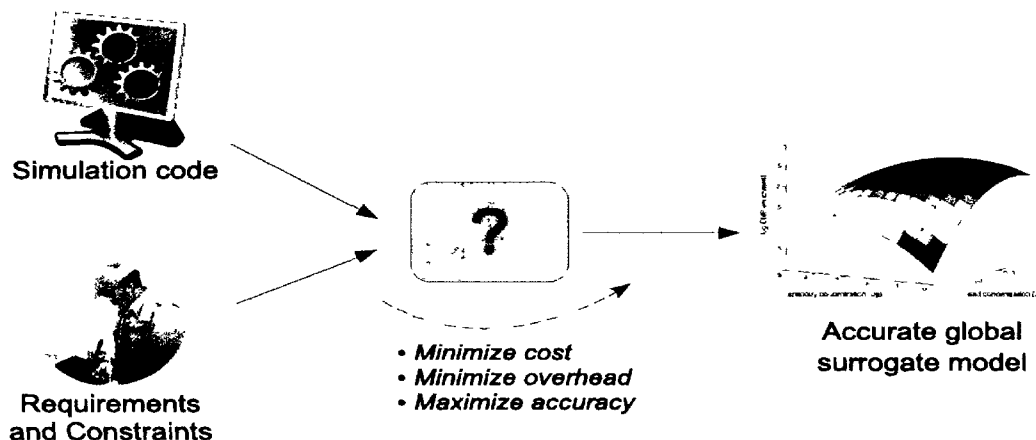 Simulation code
?
Requirements
and Constraints
• Minimize cost
• Minimize overhead
• Maximize accuracy
Accurate global
surrogate model